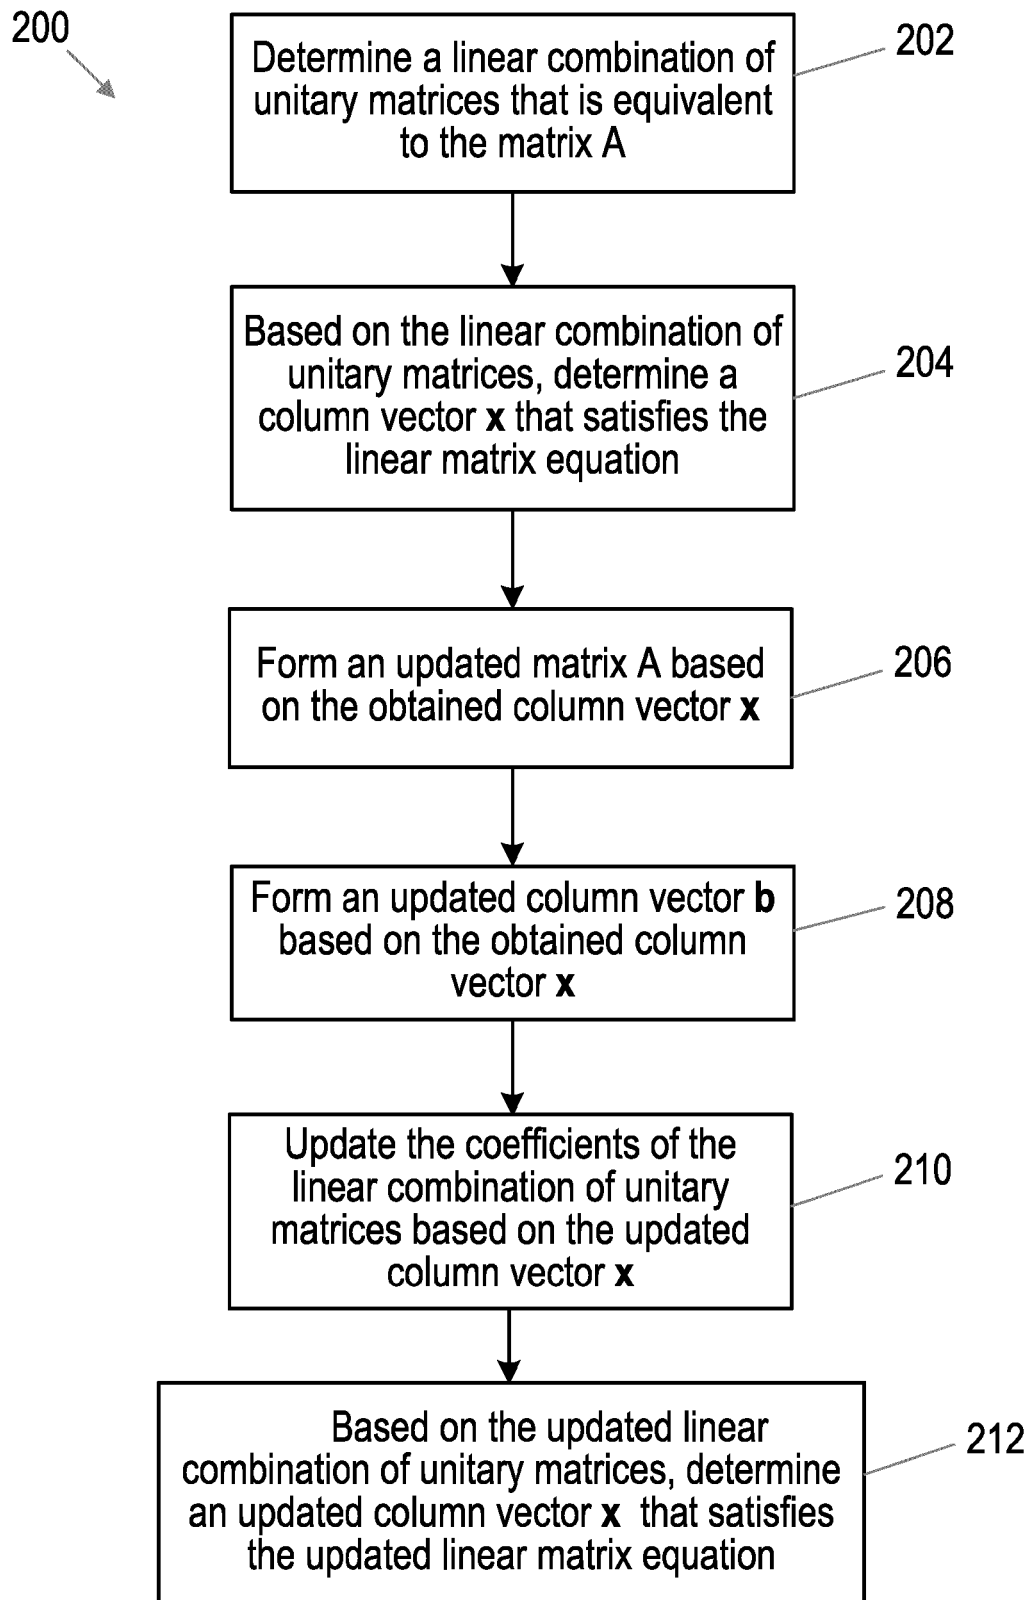 200
202
Determine a linear combination of
unitary matrices that is equivalent
to the matrix A
204
Based on the linear combination of
unitary matrices, determine a
column vector x that satisfies the
linear matrix equation
206
Form an updated matrix A based
on the obtained column vector x
208
Form an updated column vector b
based on the obtained column
vector x
210
Update the coefficients of the
linear combination of unitary
matrices based on the updated
column vector x
212
Based on the updated linear
combination of unitary matrices, determine
an updated column vector x that satisfies
the updated linear matrix equation